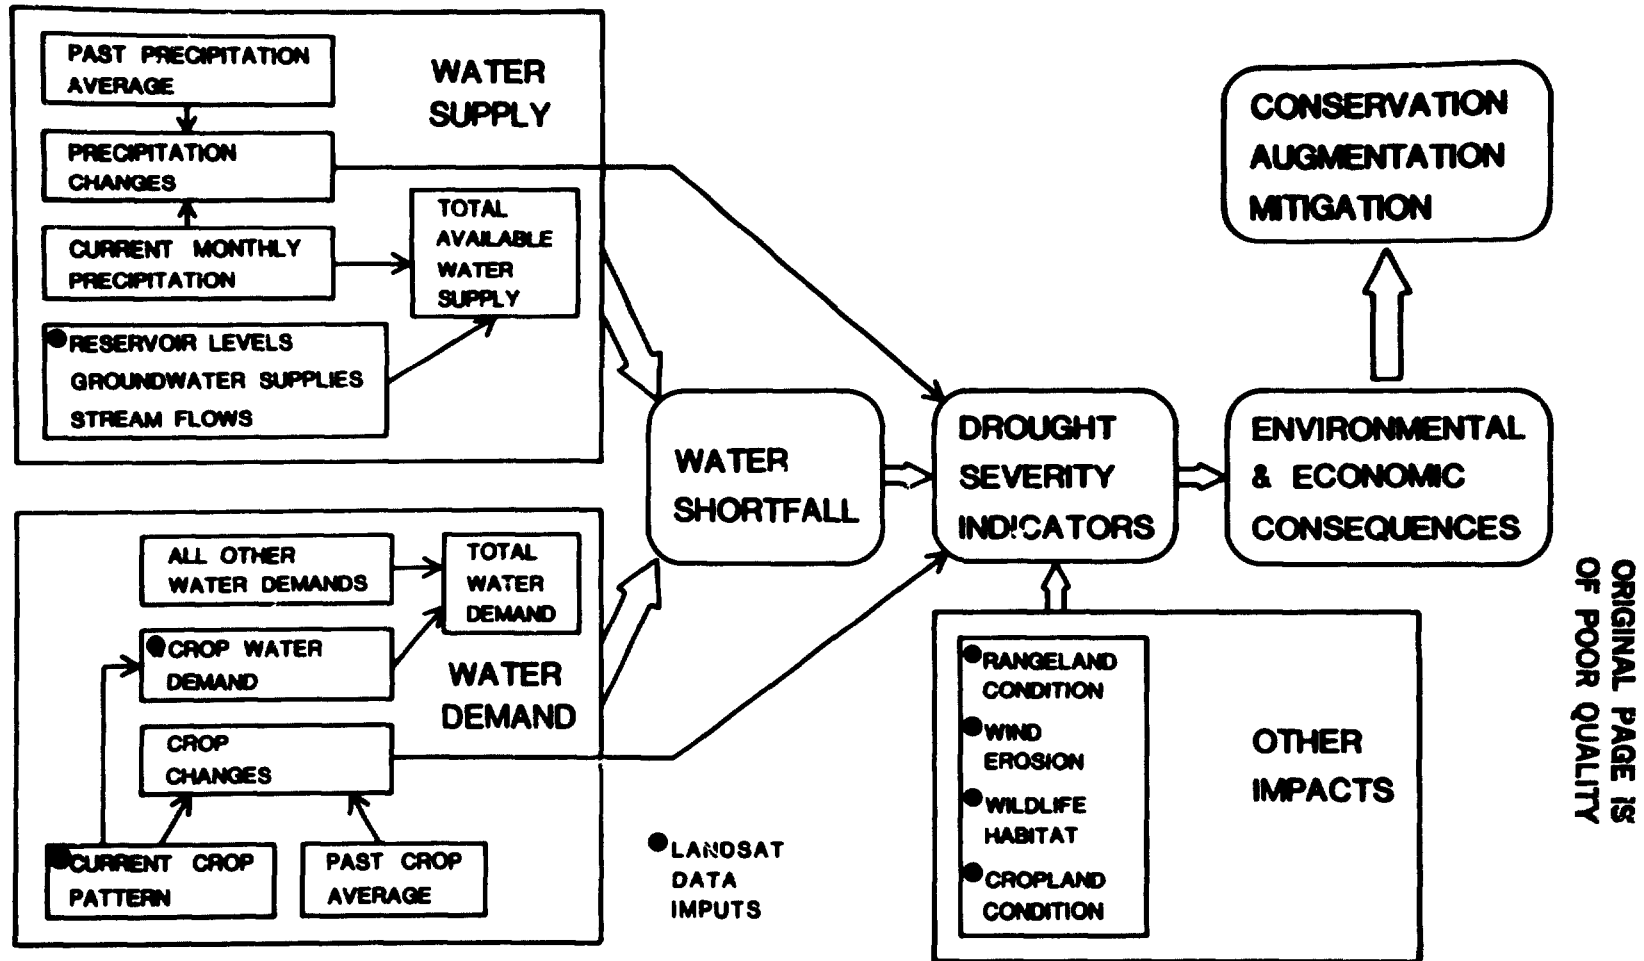 PAST PRECIPITATION
AVERAGE
PRECIPITATION
CHANGES
CURRENT MONTHLY
PRECIPITATION
RESERVOIR LEVELS
GROUNDWATER SUPPLIES
STREAM FLOWS
WATER
SUPPLY
TOTAL
AVAILABLE
WATER
SUPPLY
ALL OTHER
WATER DEMANDS
CROP WATER
DEMAND
CROP
CHANGES
CURRENT CROP
PATTERN
PAST CROP
AVERAGE
TOTAL
WATER
DEMAND
WATER
DEMAND
WATER
SHORTFALL
DROUGHT
SEVERITY
INDICATORS
ENVIRONMENTAL
& ECONOMIC
CONSEQUENCES
CONSERVATION
AUGMENTATION
MITIGATION
RANGELAND
CONDITION
WIND
EROSION
WILDLIFE
HABITAT
CROPLAND
CONDITION
OTHER
IMPACTS
LANDSAT
DATA
IMPUTS
ORIGINAL PAGE IS
OF POOR QUALITY